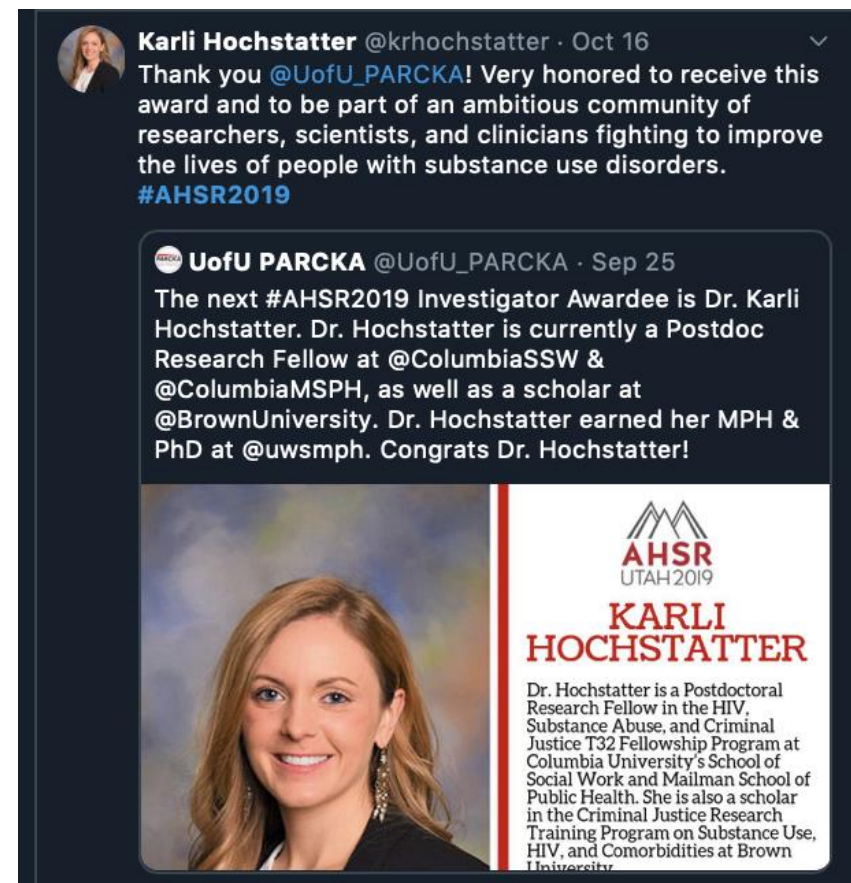 Karli Hochstatter @krhochstatter · Oct 16
Thank you @UofU_PARCKA! Very honored to receive this
award and to be part of an ambitious community of
researchers, scientists, and clinicians fighting to improve
the lives of people with substance use disorders.
#AHSR2019
UofU PARCKA @UofU_PARCKA · Sep 25
The next #AHSR2019 Investigator Awardee is Dr. Karli
Hochstatter. Dr. Hochstatter is currently a Postdoc
Research Fellow at @ColumbiaSSW &
@ColumbiaMSPH, as well as a scholar at
@BrownUniversity. Dr. Hochstatter earned her MPH &
PhD at @uwsmph. Congrats Dr. Hochstatter!
AHSR
UTAH 2019
KARLI
HOCHSTATTER
Dr. Hochstatter is a Postdoctoral
Research Fellow in the HIV,
Substance Abuse, and Criminal
Justice T32 Fellowship Program at
Columbia University's School of
Social Work and Mailman School of
Public Health. She is also a scholar
in the Criminal Justice Research
Training Program on Substance Use,
HIV, and Comorbidities at Brown
University